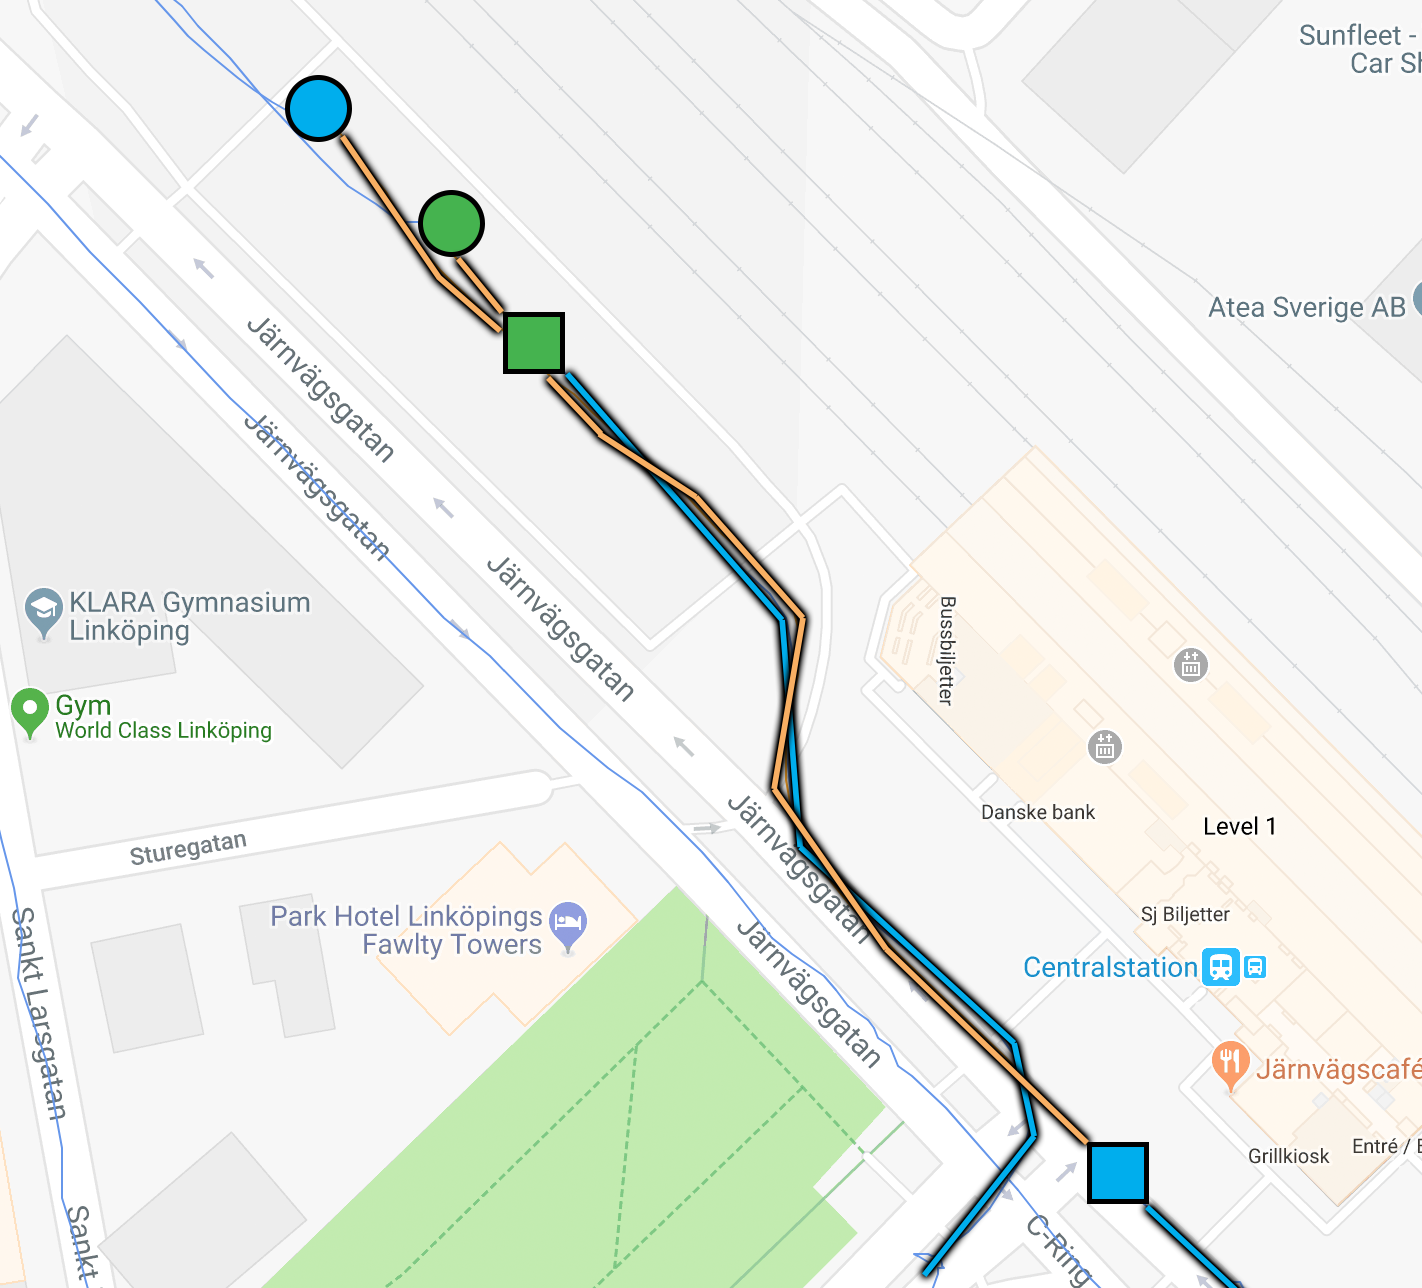 Sunfleet -
Car Sh
Atea Sverige AB
Järnvägsgatan
Järnvägsgatan
Järnvägsgatan
KLARA Gymnasium
Linköping
Bussbiljetter
Gym
World Class Linköping
Danske bank
Level 1
Järnvägsgatan
Sturegatan
Park Hotel Linköpings
Fawlty Towers
Sj Biljetter
Järnvägsgatan
Centralstation
Sankt Larsgatan
Järnvägscafé
Grillkiosk
Entré / E
Sankt
C-Ring